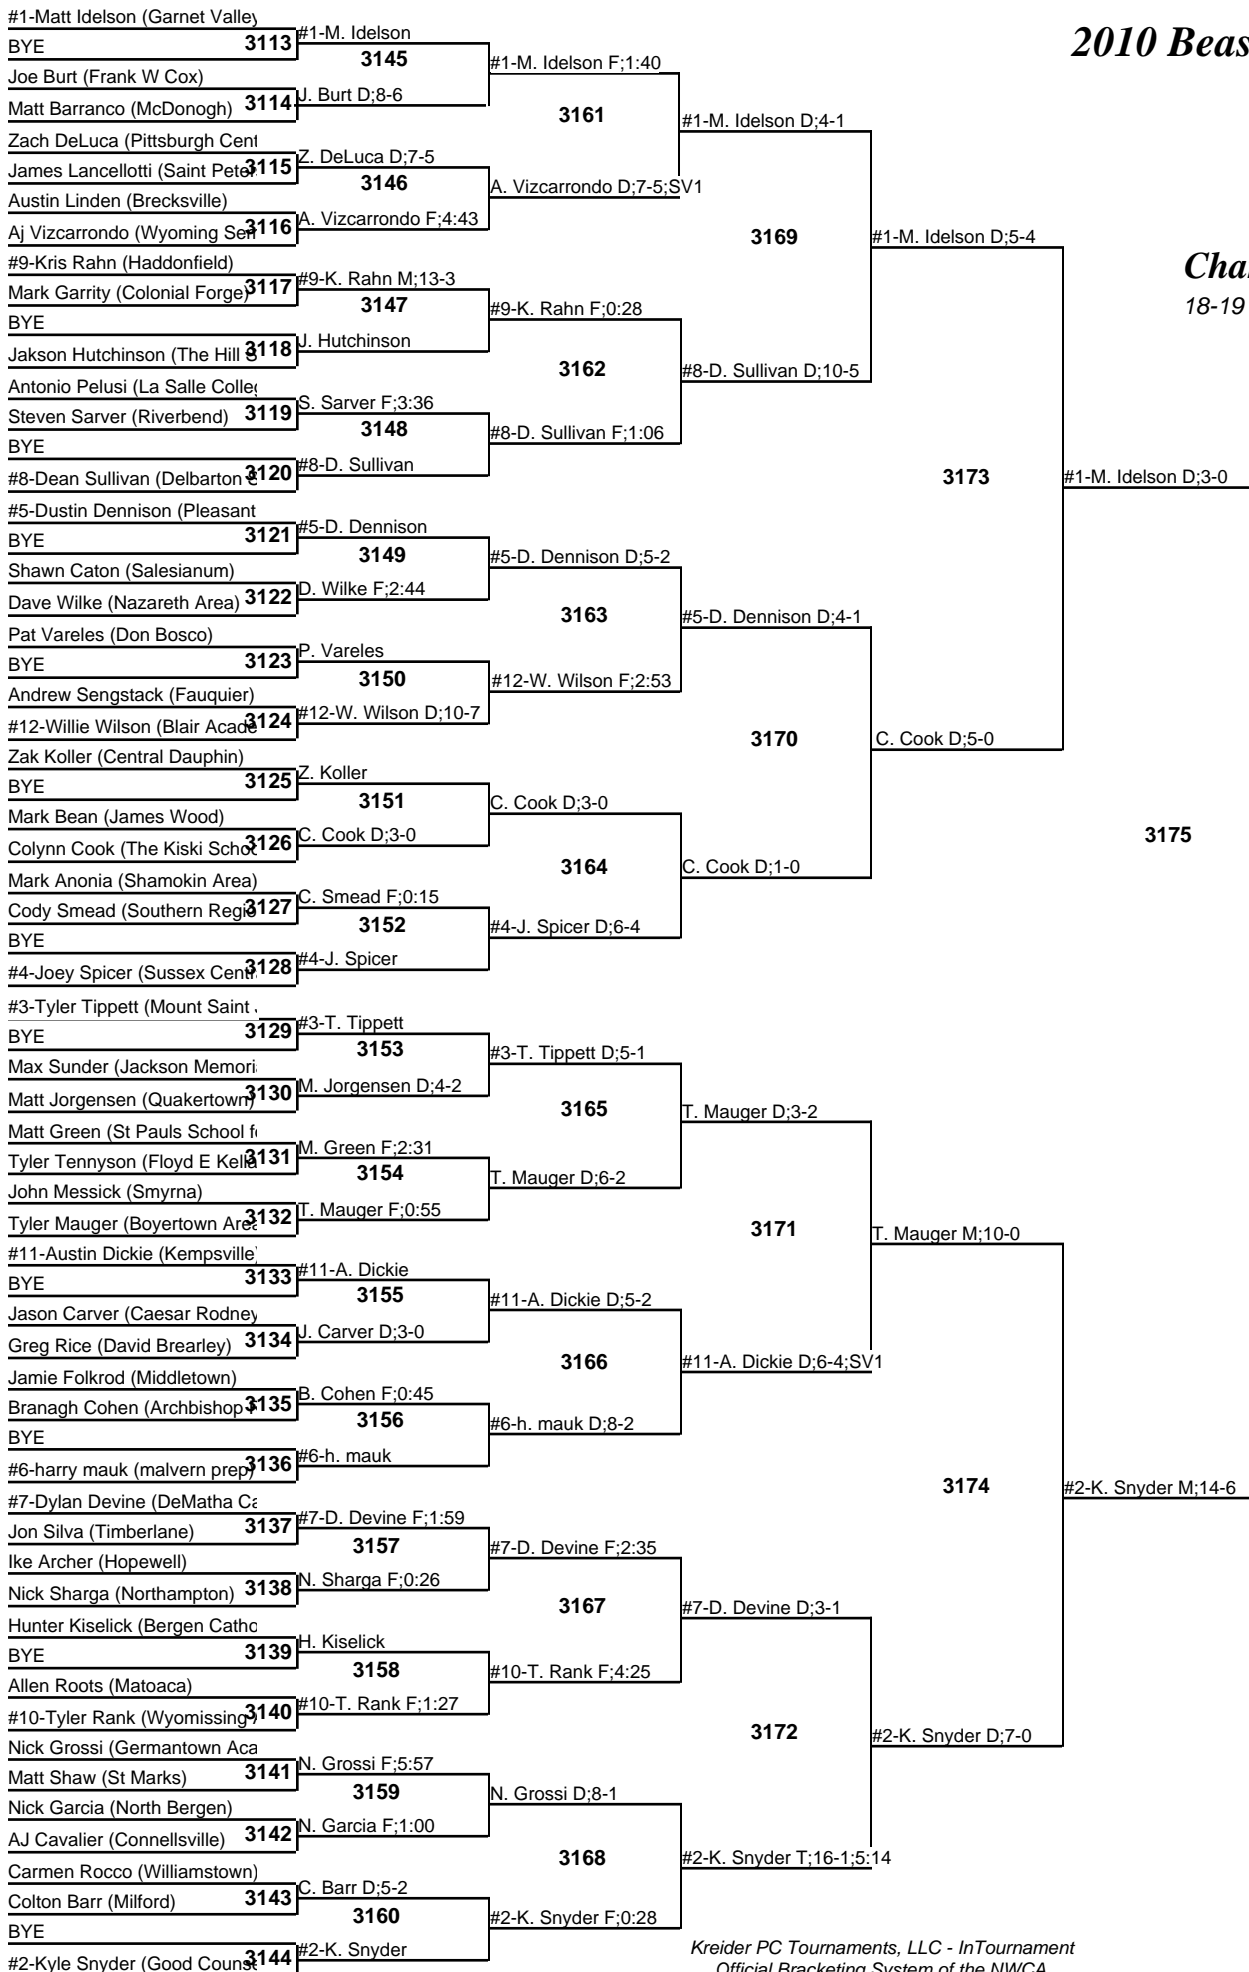 #1-Matt Idelson (Garnet Valley
BYE
3113
Joe Burt (Frank W Cox)
Matt Barranco (McDonogh)
3114
Zach DeLuca (Pittsburgh Cent
James Lancellotti (Saint Peter
3115
Austin Linden (Brecksville)
Aj Vizcarrondo (Wyoming Sem
3116
#9-Kris Rahn (Haddonfield)
Mark Garrity (Colonial Forge)
3117
BYE
Jakson Hutchinson (The Hill S
3118
Antonio Pelusi (La Salle Colleg
Steven Sarver (Riverbend)
3119
BYE
#8-Dean Sullivan (Delbarton S
3120
#5-Dustin Dennison (Pleasant
BYE
3121
Shawn Caton (Salesianum)
Dave Wilke (Nazareth Area)
3122
Pat Vareles (Don Bosco)
BYE
3123
Andrew Sengstack (Fauquier)
#12-Willie Wilson (Blair Acade
3124
Zak Koller (Central Dauphin)
BYE
3125
Mark Bean (James Wood)
Colynn Cook (The Kiski Schoo
3126
Mark Anonia (Shamokin Area)
Cody Smead (Southern Regio
3127
BYE
#4-Joey Spicer (Sussex Centr
3128
#3-Tyler Tippett (Mount Saint J
BYE
3129
Max Sunder (Jackson Memori
Matt Jorgensen (Quakertown)
3130
Matt Green (St Pauls School fo
Tyler Tennyson (Floyd E Kella
3131
John Messick (Smyrna)
Tyler Mauger (Boyertown Area
3132
#11-Austin Dickie (Kempsville)
BYE
3133
Jason Carver (Caesar Rodney
Greg Rice (David Brearley)
3134
Jamie Folkrod (Middletown)
Branagh Cohen (Archbishop
3135
BYE
#6-harry mauk (malvern prep)
3136
#7-Dylan Devine (DeMatha Ca
Jon Silva (Timberlane)
3137
Ike Archer (Hopewell)
Nick Sharga (Northampton)
3138
Hunter Kiselick (Bergen Catho
BYE
3139
Allen Roots (Matoaca)
#10-Tyler Rank (Wyomissing
3140
Nick Grossi (Germantown Aca
Matt Shaw (St Marks)
3141
Nick Garcia (North Bergen)
AJ Cavalier (Connellsville)
3142
Carmen Rocco (Williamstown)
Colton Barr (Milford)
3143
BYE
#2-Kyle Snyder (Good Couns
3144
#1-M. Idelson
3145
J. Burt D;8-6
Z. DeLuca D;7-5
3146
A. Vizcarrondo F;4:43
#9-K. Rahn M;13-3
3147
J. Hutchinson
S. Sarver F;3:36
3148
#8-D. Sullivan
#5-D. Dennison
3149
D. Wilke F;2:44
P. Vareles
3150
#12-W. Wilson D;10-7
Z. Koller
3151
C. Cook D;3-0
C. Smead F;0:15
3152
#4-J. Spicer
#3-T. Tippett
3153
M. Jorgensen D;4-2
M. Green F;2:31
3154
T. Mauger F;0:55
#11-A. Dickie
3155
J. Carver D;3-0
B. Cohen F;0:45
3156
#6-h. mauk
#7-D. Devine F;1:59
3157
N. Sharga F;0:26
H. Kiselick
3158
#10-T. Rank F;1:27
N. Grossi F;5:57
3159
N. Garcia F;1:00
C. Barr D;5-2
3160
#2-K. Snyder
#1-M. Idelson F;1:40
3161
A. Vizcarrondo D;7-5;SV1
#9-K. Rahn F;0:28
3162
#8-D. Sullivan F;1:06
#5-D. Dennison D;5-2
3163
#12-W. Wilson F;2:53
C. Cook D;3-0
3164
#4-J. Spicer D;6-4
#3-T. Tippett D;5-1
3165
T. Mauger D;6-2
#11-A. Dickie D;5-2
3166
#6-h. mauk D;8-2
#7-D. Devine F;2:35
3167
#10-T. Rank F;4:25
N. Grossi D;8-1
3168
#2-K. Snyder F;0:28
#1-M. Idelson D;4-1
3169
#8-D. Sullivan D;10-5
#5-D. Dennison D;4-1
3170
C. Cook D;1-0
T. Mauger D;3-2
3171
#11-A. Dickie D;6-4;SV1
#7-D. Devine D;3-1
3172
#2-K. Snyder T;16-1;5:14
#1-M. Idelson D;5-4
3173
C. Cook D;5-0
T. Mauger M;10-0
3174
#2-K. Snyder D;7-0
#1-M. Idelson D;3-0
3175
#2-K. Snyder M;14-6
2010 Beas
Cha
18-19
Kreider PC Tournaments, LLC - InTournament
Official Bracketing System of the NWCA